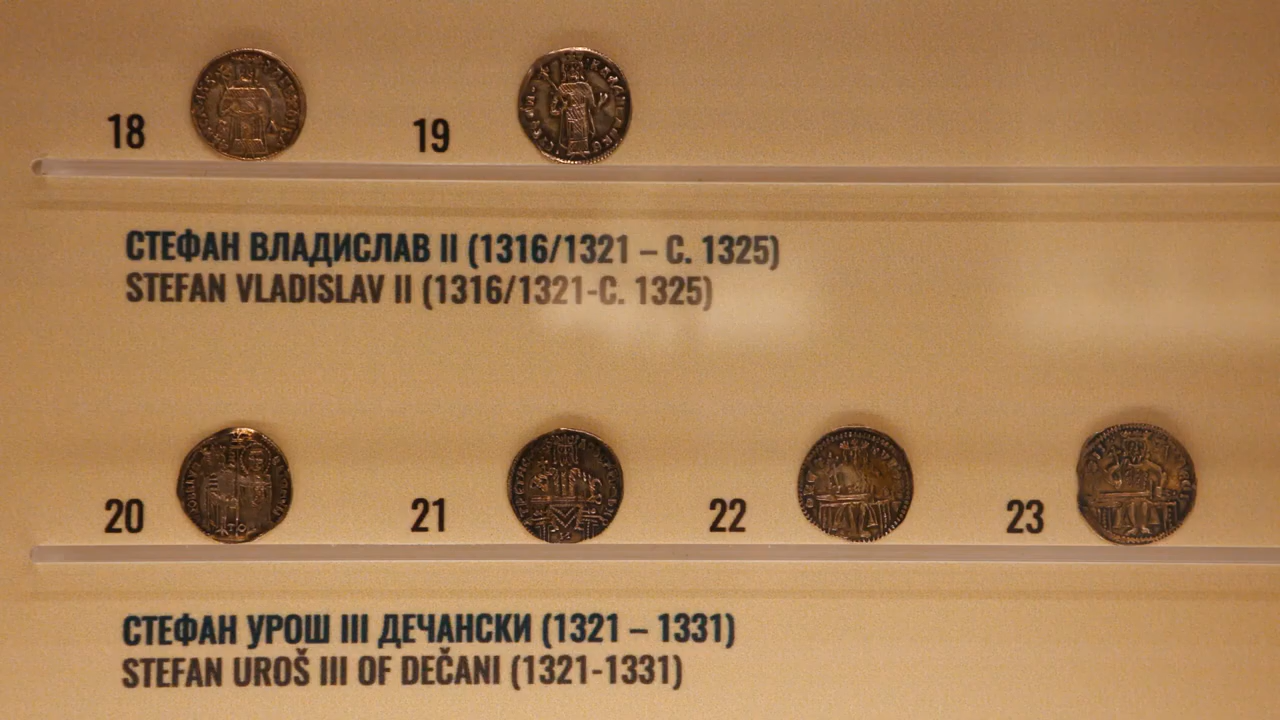 18 19
СТЕФАН ВЛАДИСЛАВ II (1316/1321 – С. 1325)
STEFAN VLADISLAV II (1316/1321-C. 1325)
20 21 22 23
СТЕФАН УРОШ III ДЕЧАНСКИ (1321 – 1331)
STEFAN UROŠ III OF DEČANI (1321-1331)